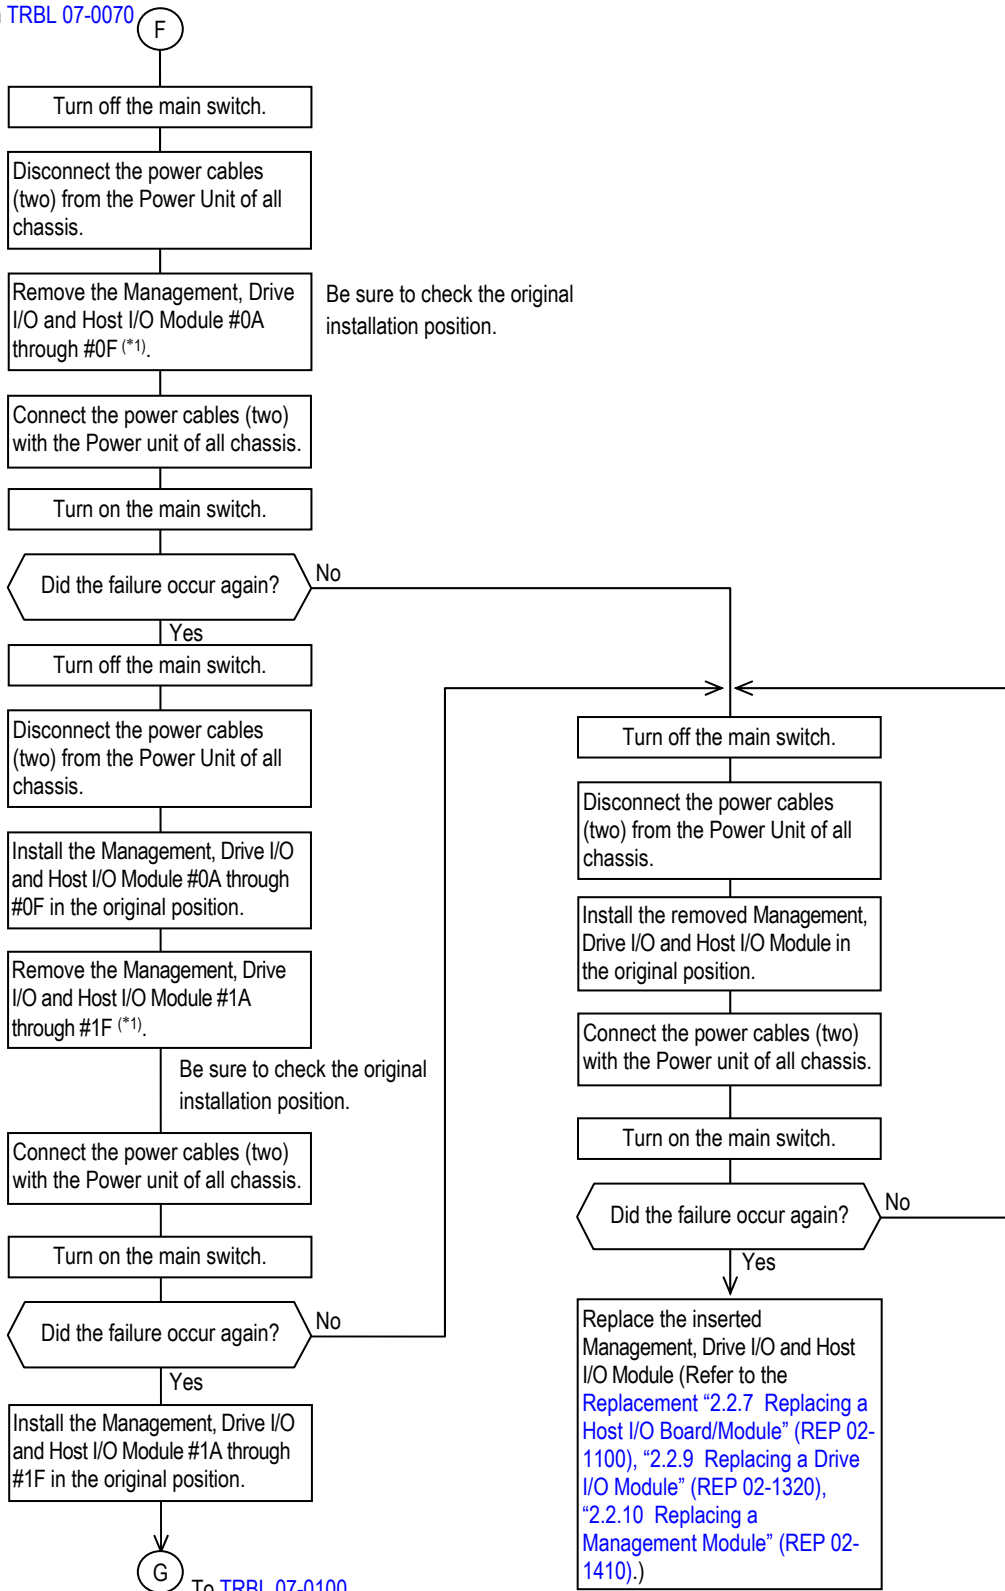 TRBL 07-0070
F
Turn off the main switch.
Disconnect the power cables
(two) from the Power Unit of all
chassis.
Remove the Management, Drive
I/O and Host I/O Module #0A
through #0F (*1).
Be sure to check the original
installation position.
Connect the power cables (two)
with the Power unit of all chassis.
Turn on the main switch.
Did the failure occur again?
No
Yes
Turn off the main switch.
Disconnect the power cables
(two) from the Power Unit of all
chassis.
Install the Management, Drive I/O
and Host I/O Module #0A through
#0F in the original position.
Remove the Management, Drive
I/O and Host I/O Module #1A
through #1F (*1).
Be sure to check the original
installation position.
Connect the power cables (two)
with the Power unit of all chassis.
Turn on the main switch.
Did the failure occur again?
No
Yes
Install the Management, Drive I/O
and Host I/O Module #1A through
#1F in the original position.
G
To TRBL 07-0100
Turn off the main switch.
Disconnect the power cables
(two) from the Power Unit of all
chassis.
Install the removed Management,
Drive I/O and Host I/O Module in
the original position.
Connect the power cables (two)
with the Power unit of all chassis.
Turn on the main switch.
Did the failure occur again?
No
Yes
Replace the inserted
Management, Drive I/O and Host
I/O Module (Refer to the
Replacement “2.2.7 Replacing a
Host I/O Board/Module” (REP 02-
1100), “2.2.9 Replacing a Drive
I/O Module” (REP 02-1320),
“2.2.10 Replacing a
Management Module” (REP 02-
1410).)